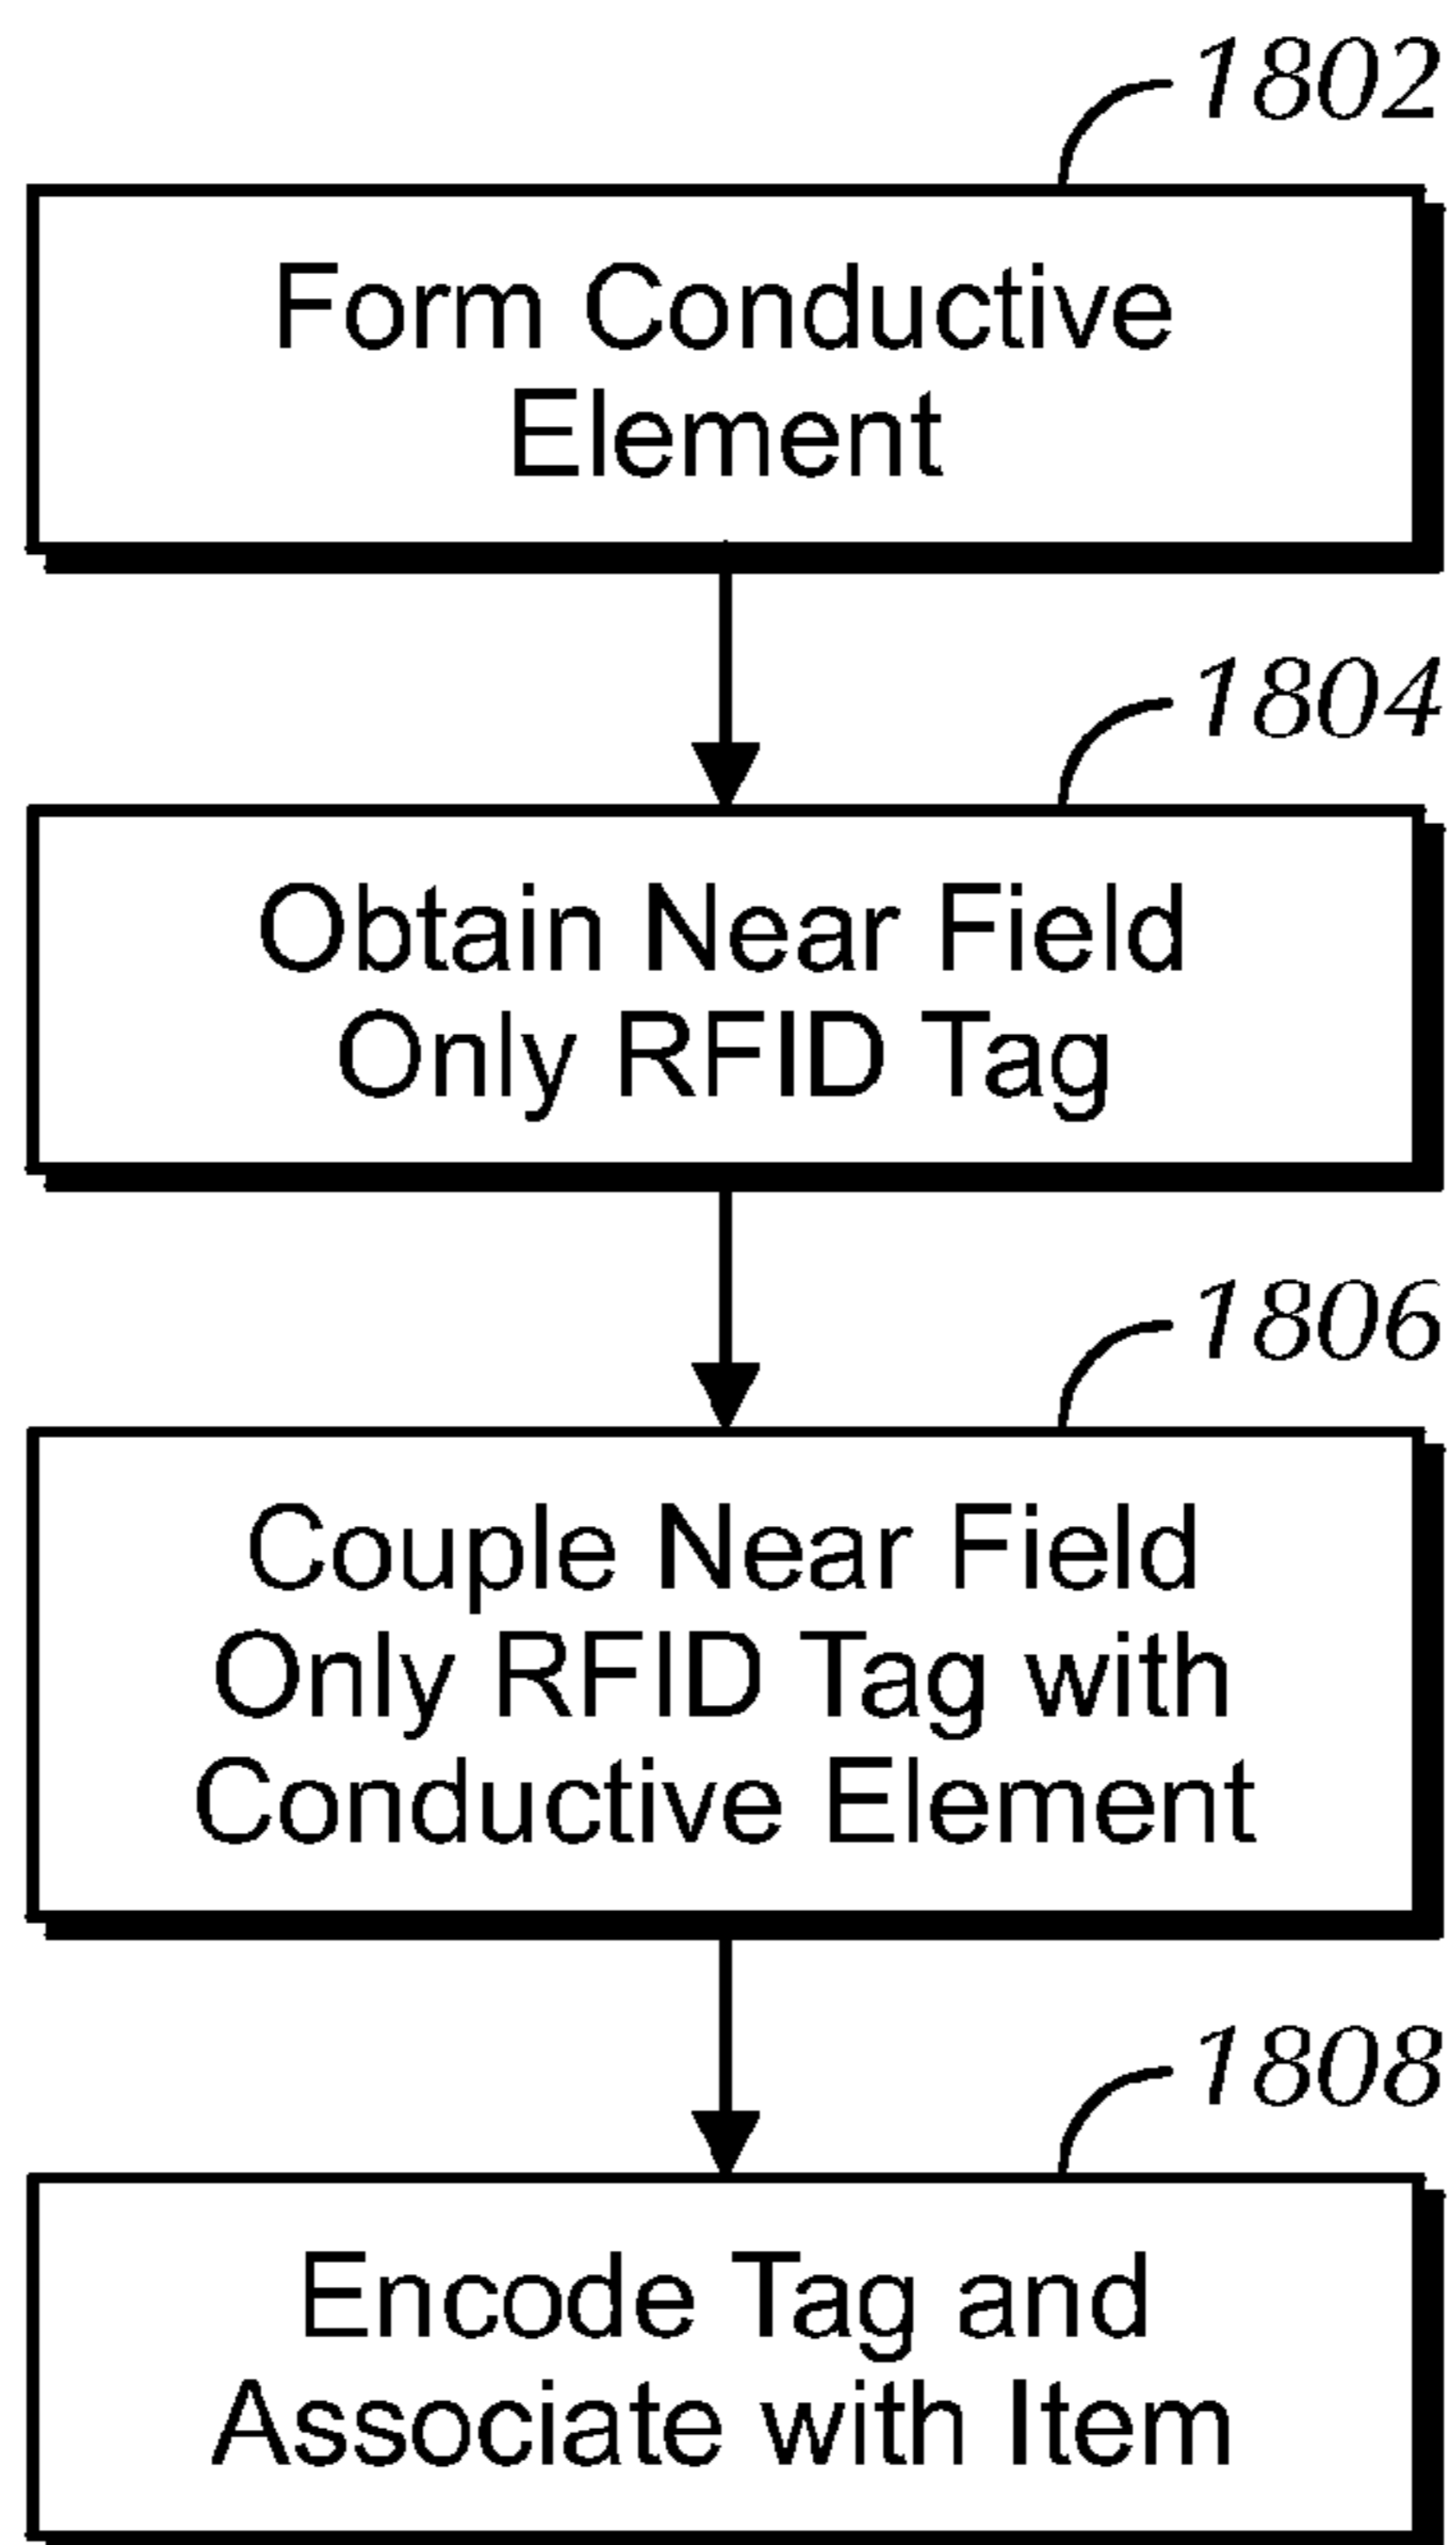 1802
Form Conductive
Element
1804
Obtain Near Field
Only RFID Tag
1806
Couple Near Field
Only RFID Tag with
Conductive Element
1808
Encode Tag and
Associate with Item